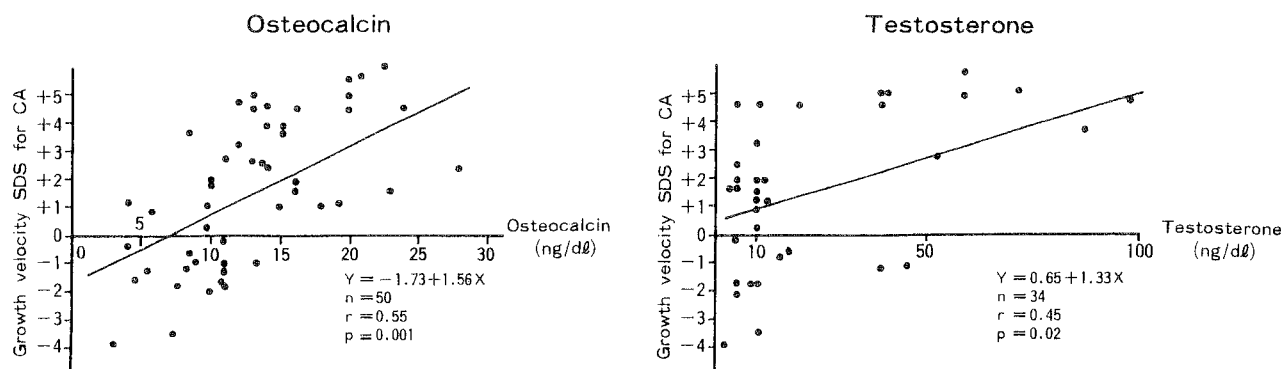 Osteocalcin
Growth velocity SDS for CA
+5
+4
+3
+2
+1
0
−1
−2
−3
−4
0
5
10
15
20
25
30
Osteocalcin
(ng/dℓ)
Y = −1.73+1.56X
n = 50
r = 0.55
p = 0.001
Testosterone
Growth velocity SDS for CA
+5
+4
+3
+2
+1
0
−1
−2
−3
−4
10
50
100
Testosterone
(ng/dℓ)
Y = 0.65+1.33X
n = 34
r = 0.45
p = 0.02